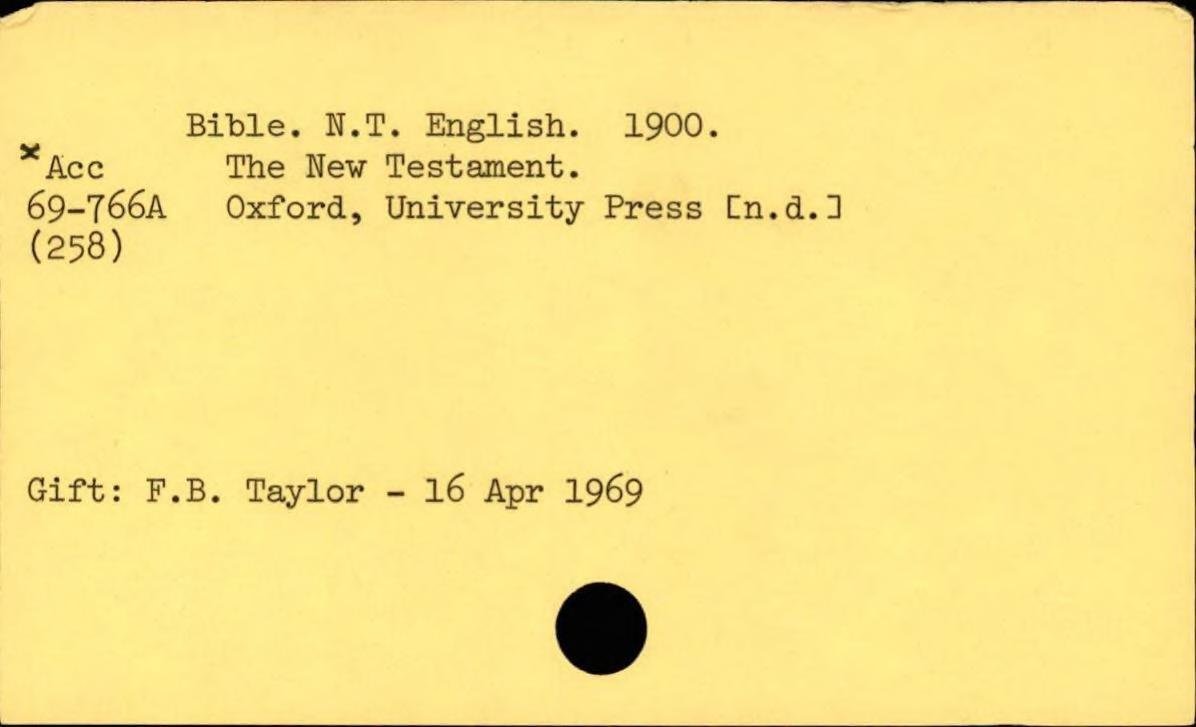 Bible. N.T. English. 1900.
*Acc The New Testament.
69-766A Oxford, University Press [n.d.]
(258)
Gift: F.B. Taylor - 16 Apr 1969